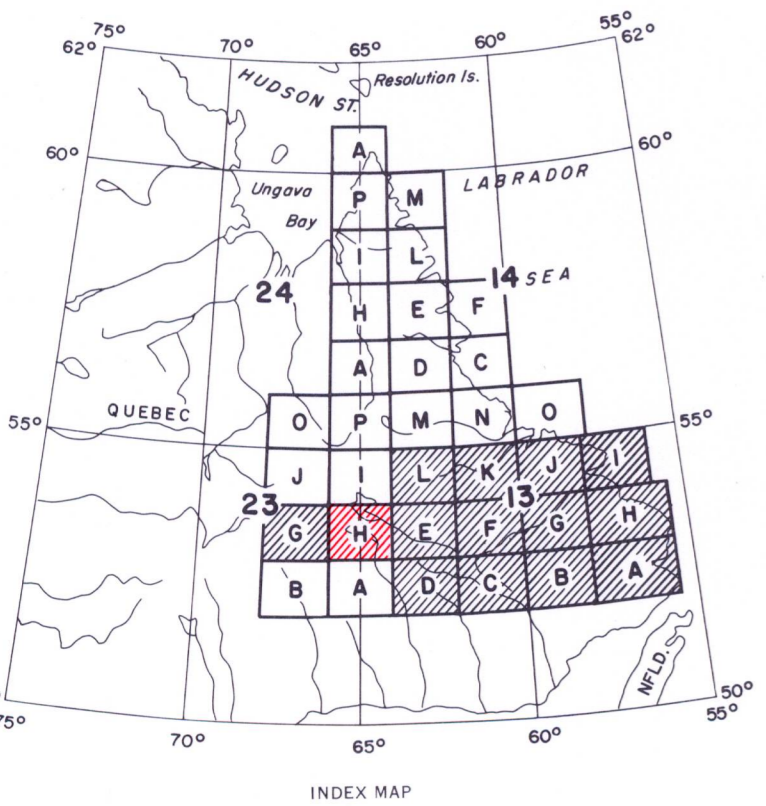 75°
70°
65°
60°
55°
62°
62°
HUDSON ST.
Resolution Is.
A
60°
60°
Ungava
Bay
P
M
LABRADOR
I
L
24
14 SEA
H
E
F
A
D
C
QUEBEC
55°
O
P
M
N
O
55°
J
I
L
K
J
I
23
13
G
H
E
F
G
H
B
A
D
C
B
A
NFLD.
50°
75°
70°
65°
60°
55°
INDEX MAP